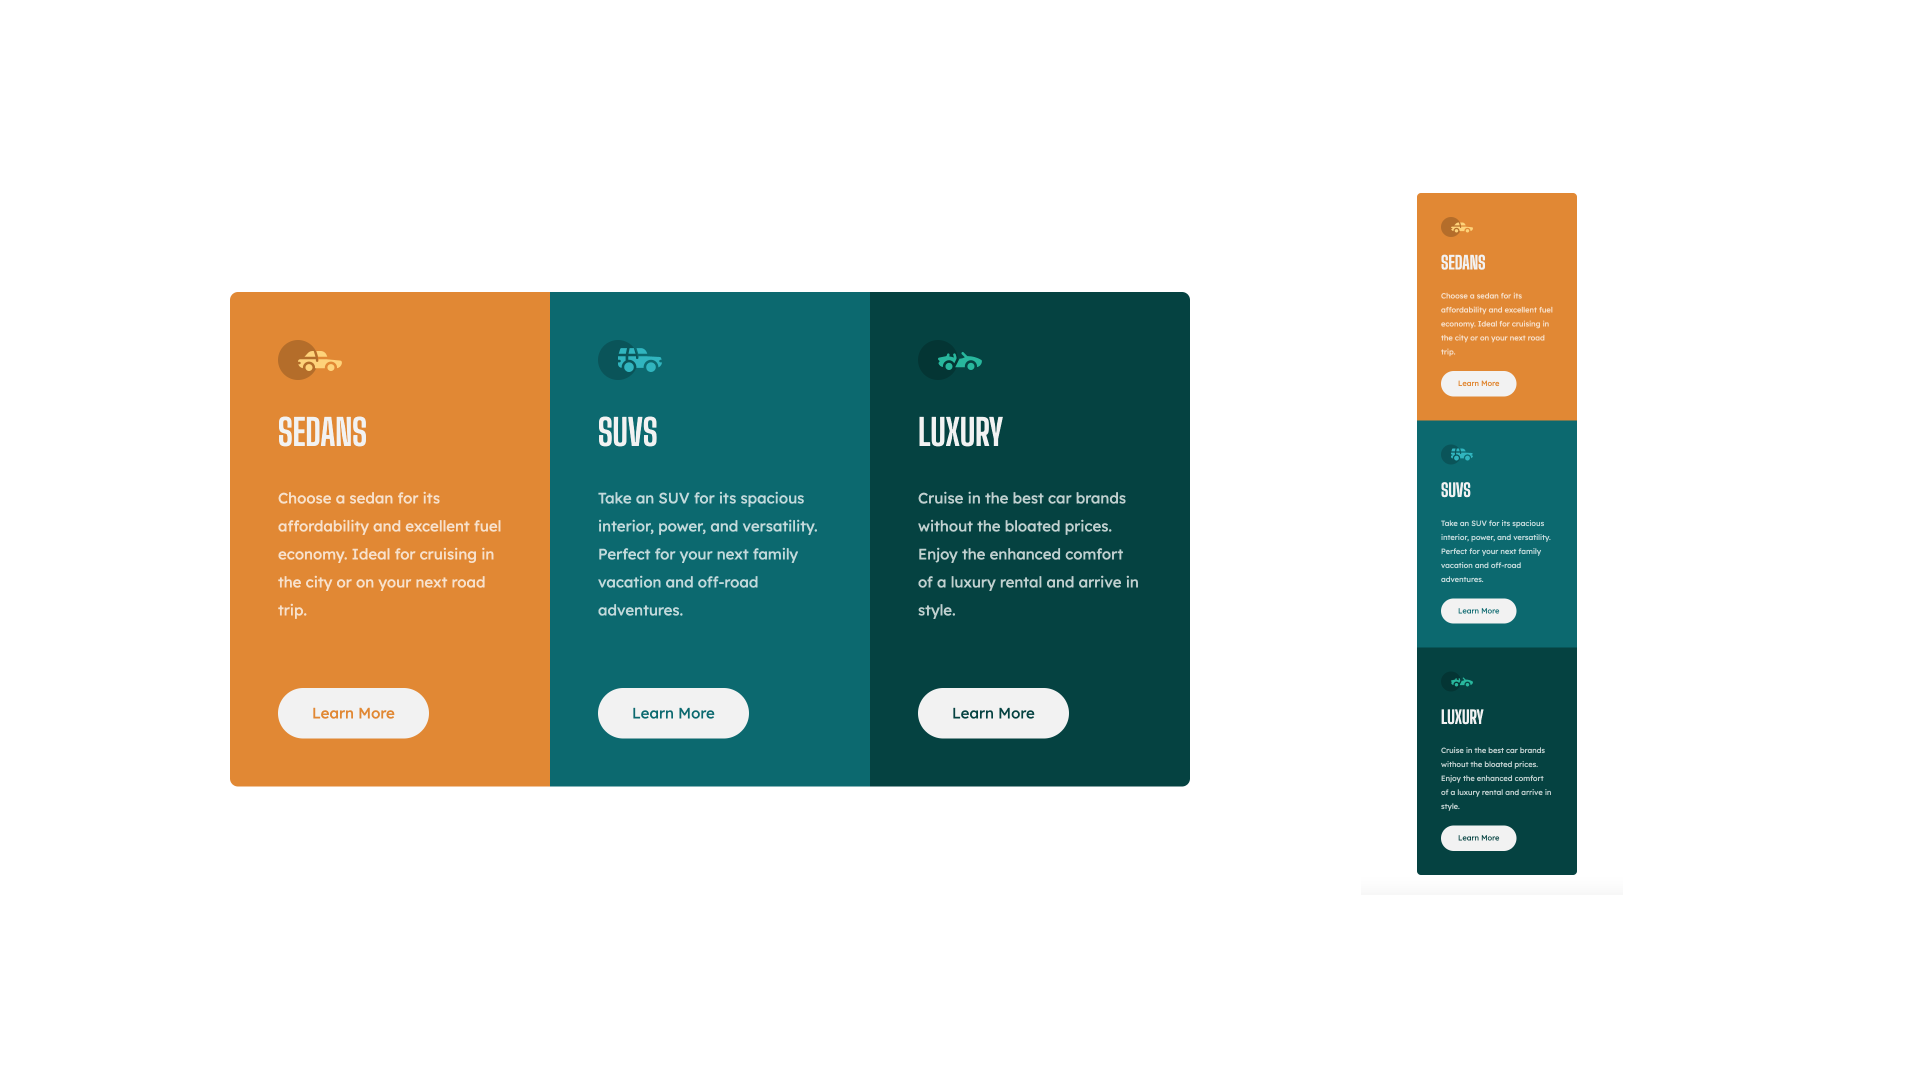 SEDANS
Choose a sedan for its
affordability and excellent fuel
economy. Ideal for cruising in
the city or on your next road
trip.
Learn More
SUVS
Take an SUV for its spacious
interior, power, and versatility.
Perfect for your next family
vacation and off-road
adventures.
Learn More
LUXURY
Cruise in the best car brands
without the bloated prices.
Enjoy the enhanced comfort
of a luxury rental and arrive in
style.
Learn More
SEDANS
Choose a sedan for its
affordability and excellent fuel
economy. Ideal for cruising in
the city or on your next road
trip.
Learn More
SUVS
Take an SUV for its spacious
interior, power, and versatility.
Perfect for your next family
vacation and off-road
adventures.
Learn More
LUXURY
Cruise in the best car brands
without the bloated prices.
Enjoy the enhanced comfort
of a luxury rental and arrive in
style.
Learn More